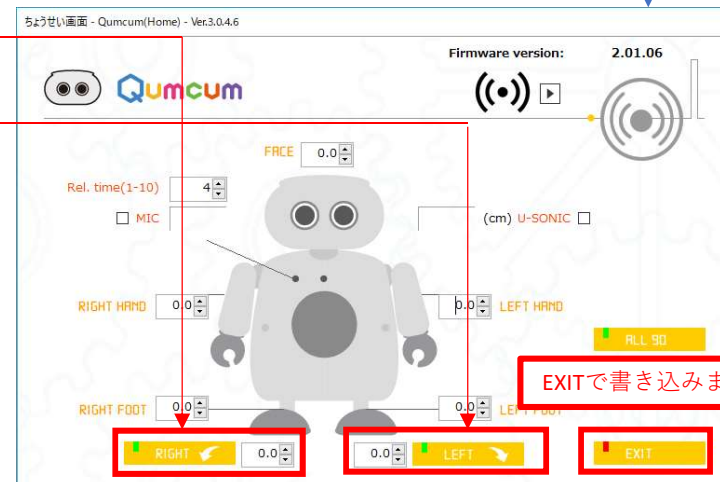 ちょうせい画面 - Qumcum(Home) - Ver.3.0.4.6
Firmware version: 2.01.06
Qumcum
FACE 0.0
Rel. time(1-10) 4
MIC
(cm) U-SONIC
RIGHT HAND 0.0
0.0 LEFT HAND
ALL 90
EXITで書き込みま
RIGHT FOOT 0.0
0.0 LEFT FOOT
RIGHT 0.0
0.0 LEFT
EXIT